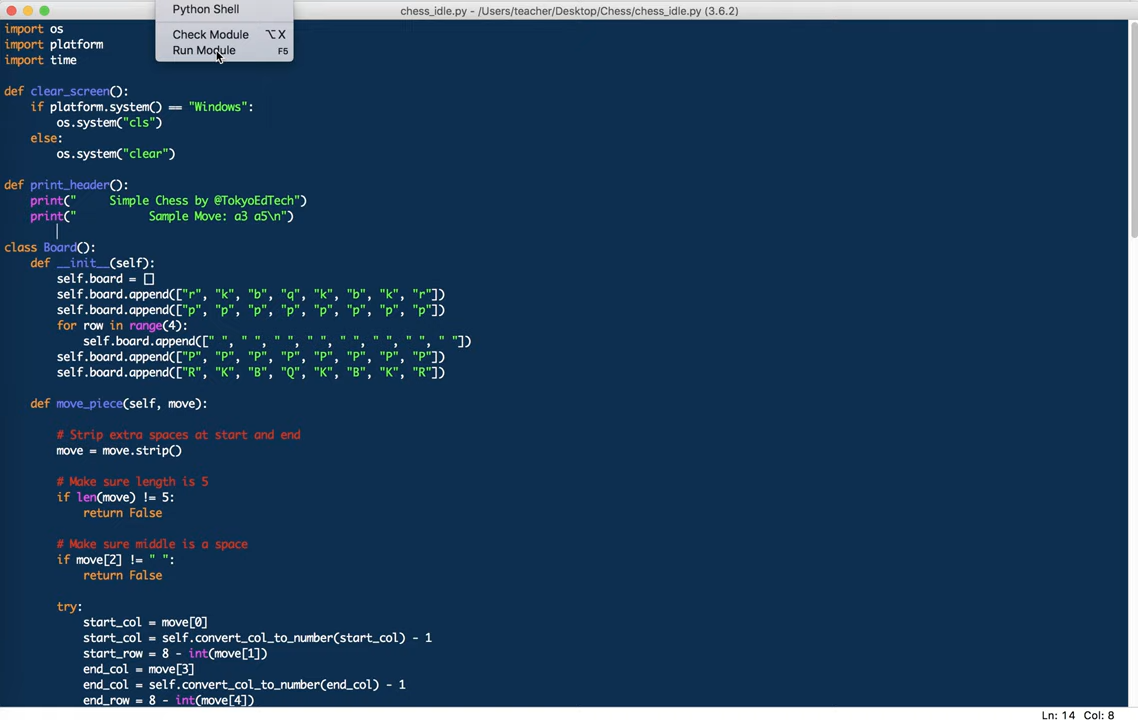 chess_idle.py - /Users/teacher/Desktop/Chess/chess_idle.py (3.6.2)
Python Shell
Check Module ⌥X
Run Module F5
import os
import platform
import time
def clear_screen():
    if platform.system() == "Windows":
        os.system("cls")
    else:
        os.system("clear")
def print_header():
    print("     Simple Chess by @TokyoEdTech")
    print("           Sample Move: a3 a5\n")
class Board():
    def __init__(self):
        self.board = []
        self.board.append(["r", "k", "b", "q", "k", "b", "k", "r"])
        self.board.append(["p", "p", "p", "p", "p", "p", "p", "p"])
        for row in range(4):
            self.board.append([" ", " ", " ", " ", " ", " ", " ", " "])
        self.board.append(["P", "P", "P", "P", "P", "P", "P", "P"])
        self.board.append(["R", "K", "B", "Q", "K", "B", "K", "R"])
    def move_piece(self, move):
        # Strip extra spaces at start and end
        move = move.strip()
        # Make sure length is 5
        if len(move) != 5:
            return False
        # Make sure middle is a space
        if move[2] != " ":
            return False
        try:
            start_col = move[0]
            start_col = self.convert_col_to_number(start_col) - 1
            start_row = 8 - int(move[1])
            end_col = move[3]
            end_col = self.convert_col_to_number(end_col) - 1
            end_row = 8 - int(move[4])
Ln: 14 Col: 8